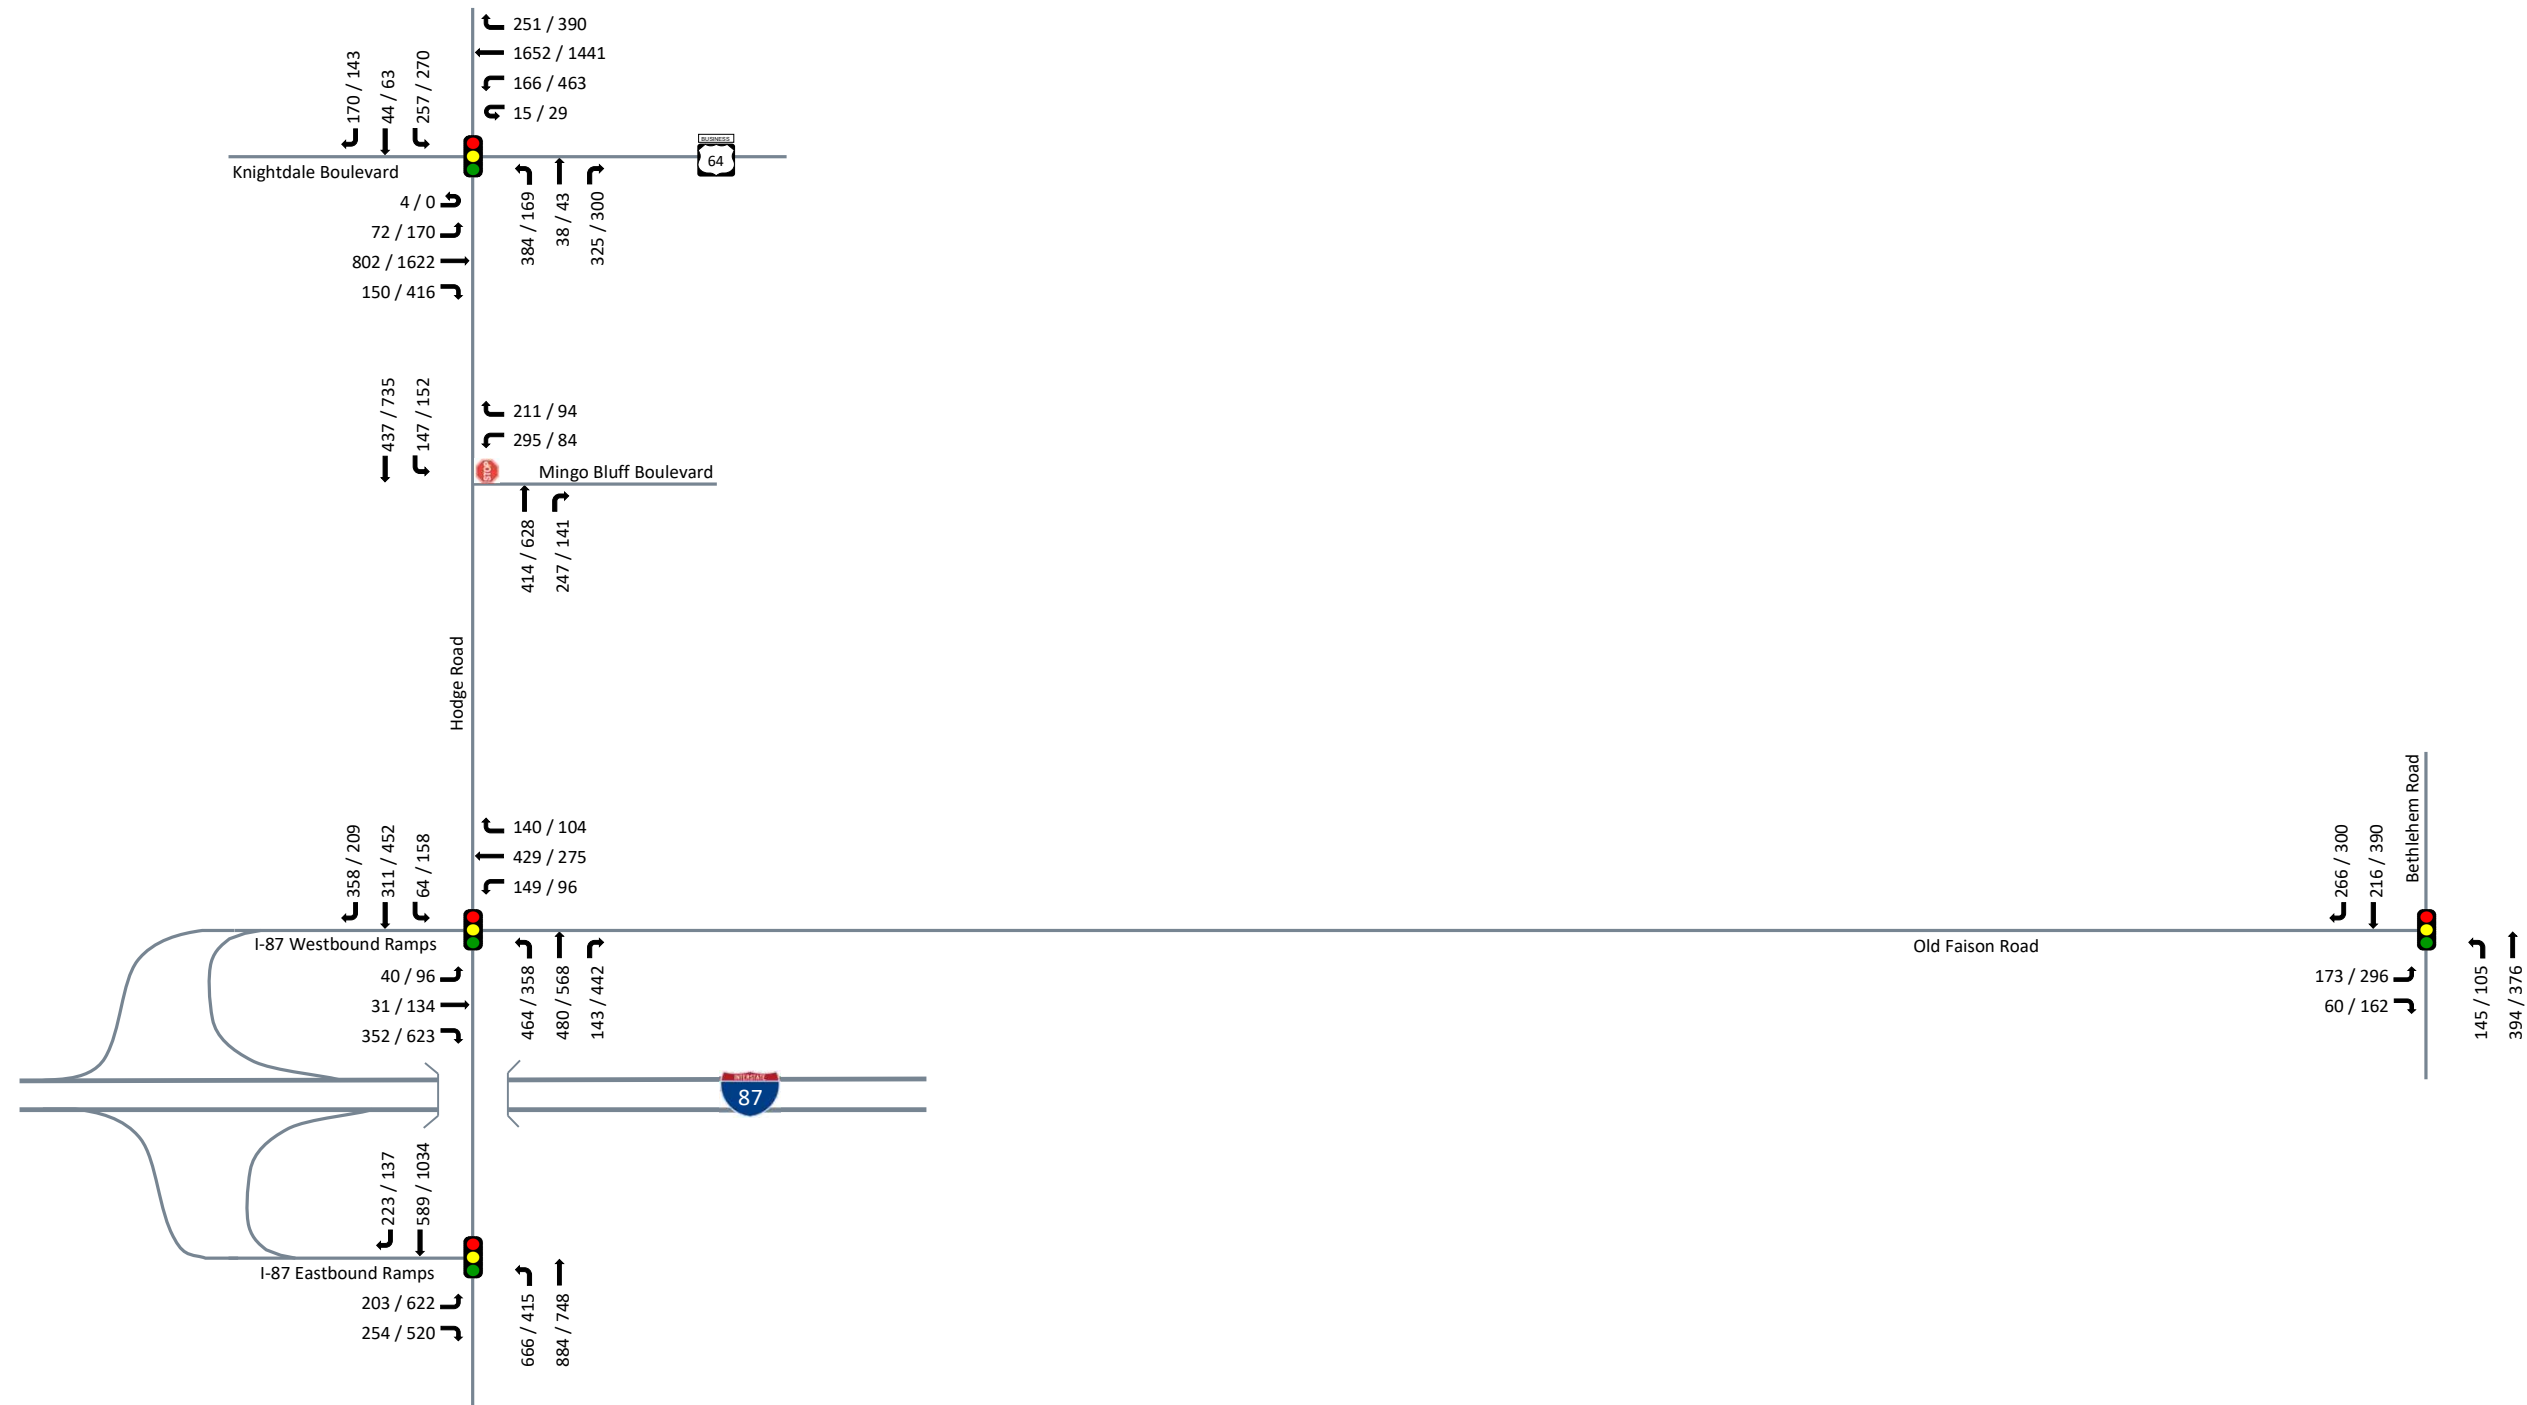 251 / 390
1652 / 1441
166 / 463
15 / 29
170 / 143
44 / 63
257 / 270
BUSINESS
64
Knightdale Boulevard
4 / 0
72 / 170
802 / 1622
150 / 416
384 / 169
38 / 43
325 / 300
437 / 735
147 / 152
211 / 94
295 / 84
STOP
Mingo Bluff Boulevard
414 / 628
247 / 141
Hodge Road
140 / 104
429 / 275
149 / 96
358 / 209
311 / 452
64 / 158
I-87 Westbound Ramps
40 / 96
31 / 134
352 / 623
464 / 358
480 / 568
143 / 442
Old Faison Road
266 / 300
216 / 390
Bethlehem Road
173 / 296
60 / 162
145 / 105
394 / 376
INTERSTATE
87
223 / 137
589 / 1034
I-87 Eastbound Ramps
203 / 622
254 / 520
666 / 415
884 / 748